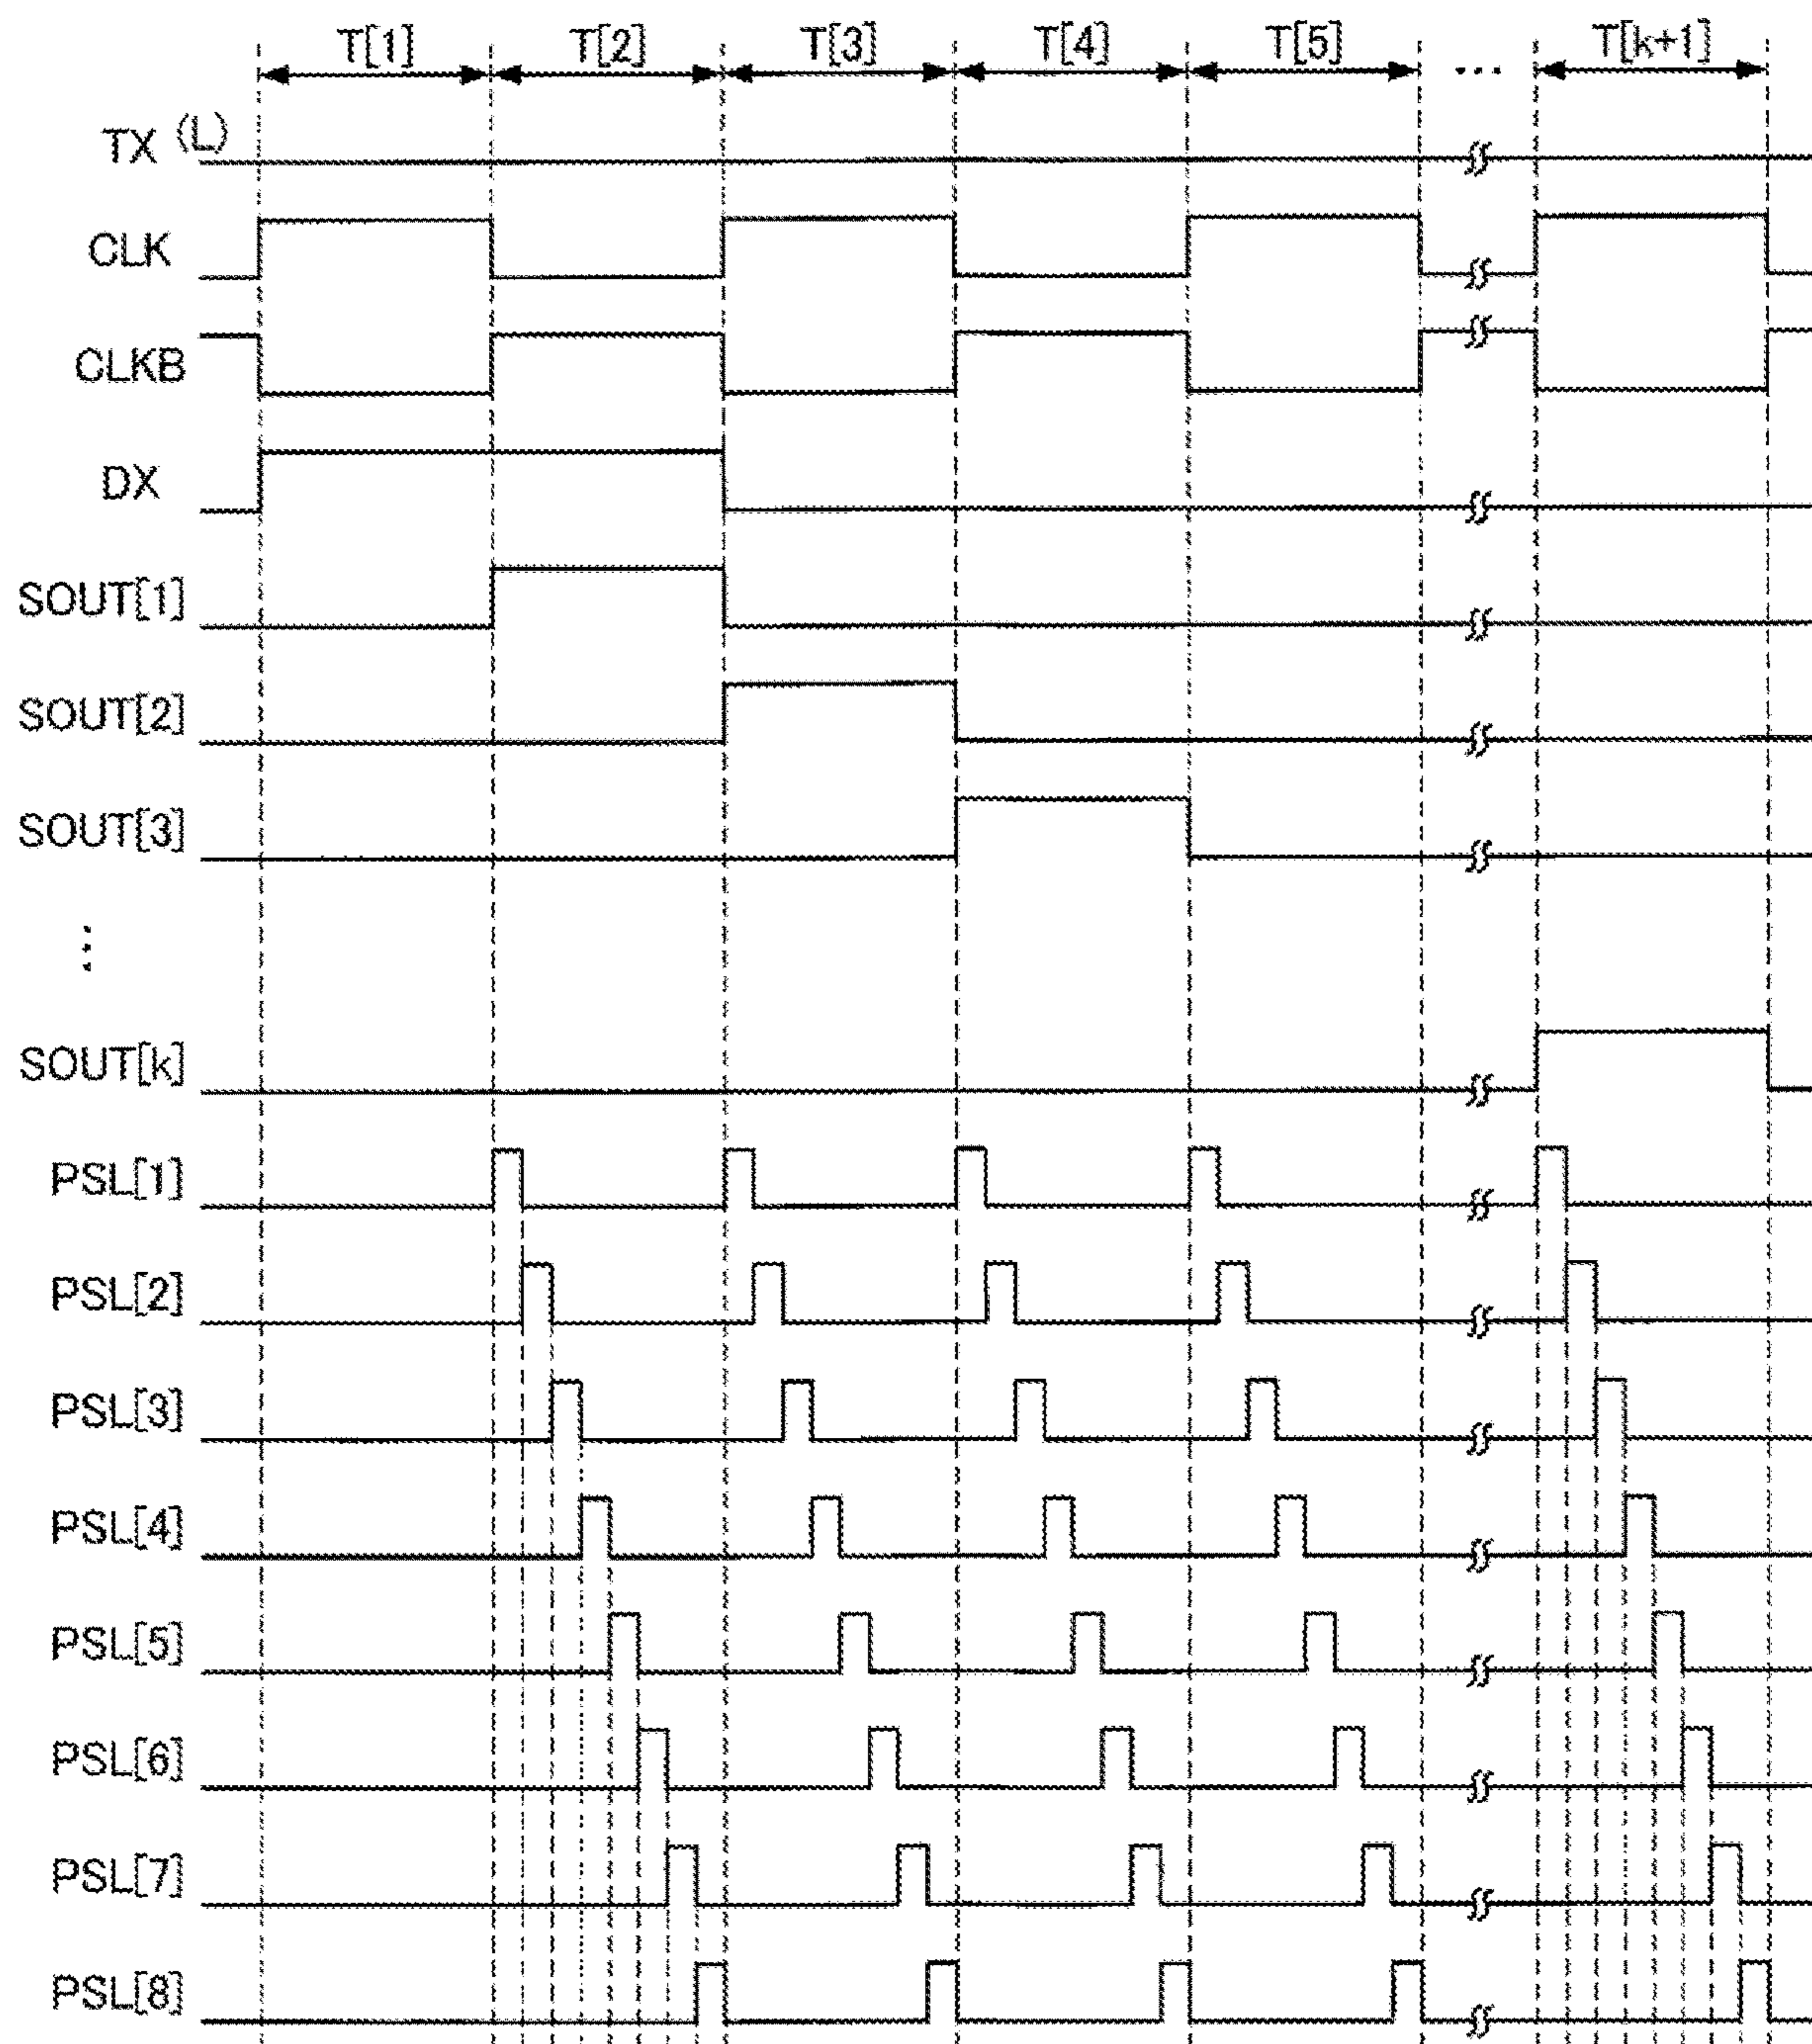 T[1] T[2] T[3] T[4] T[5] ... T[k+1]
TX (L)
CLK
CLKB
DX
SOUT[1]
SOUT[2]
SOUT[3]
⋮
SOUT[k]
PSL[1]
PSL[2]
PSL[3]
PSL[4]
PSL[5]
PSL[6]
PSL[7]
PSL[8]